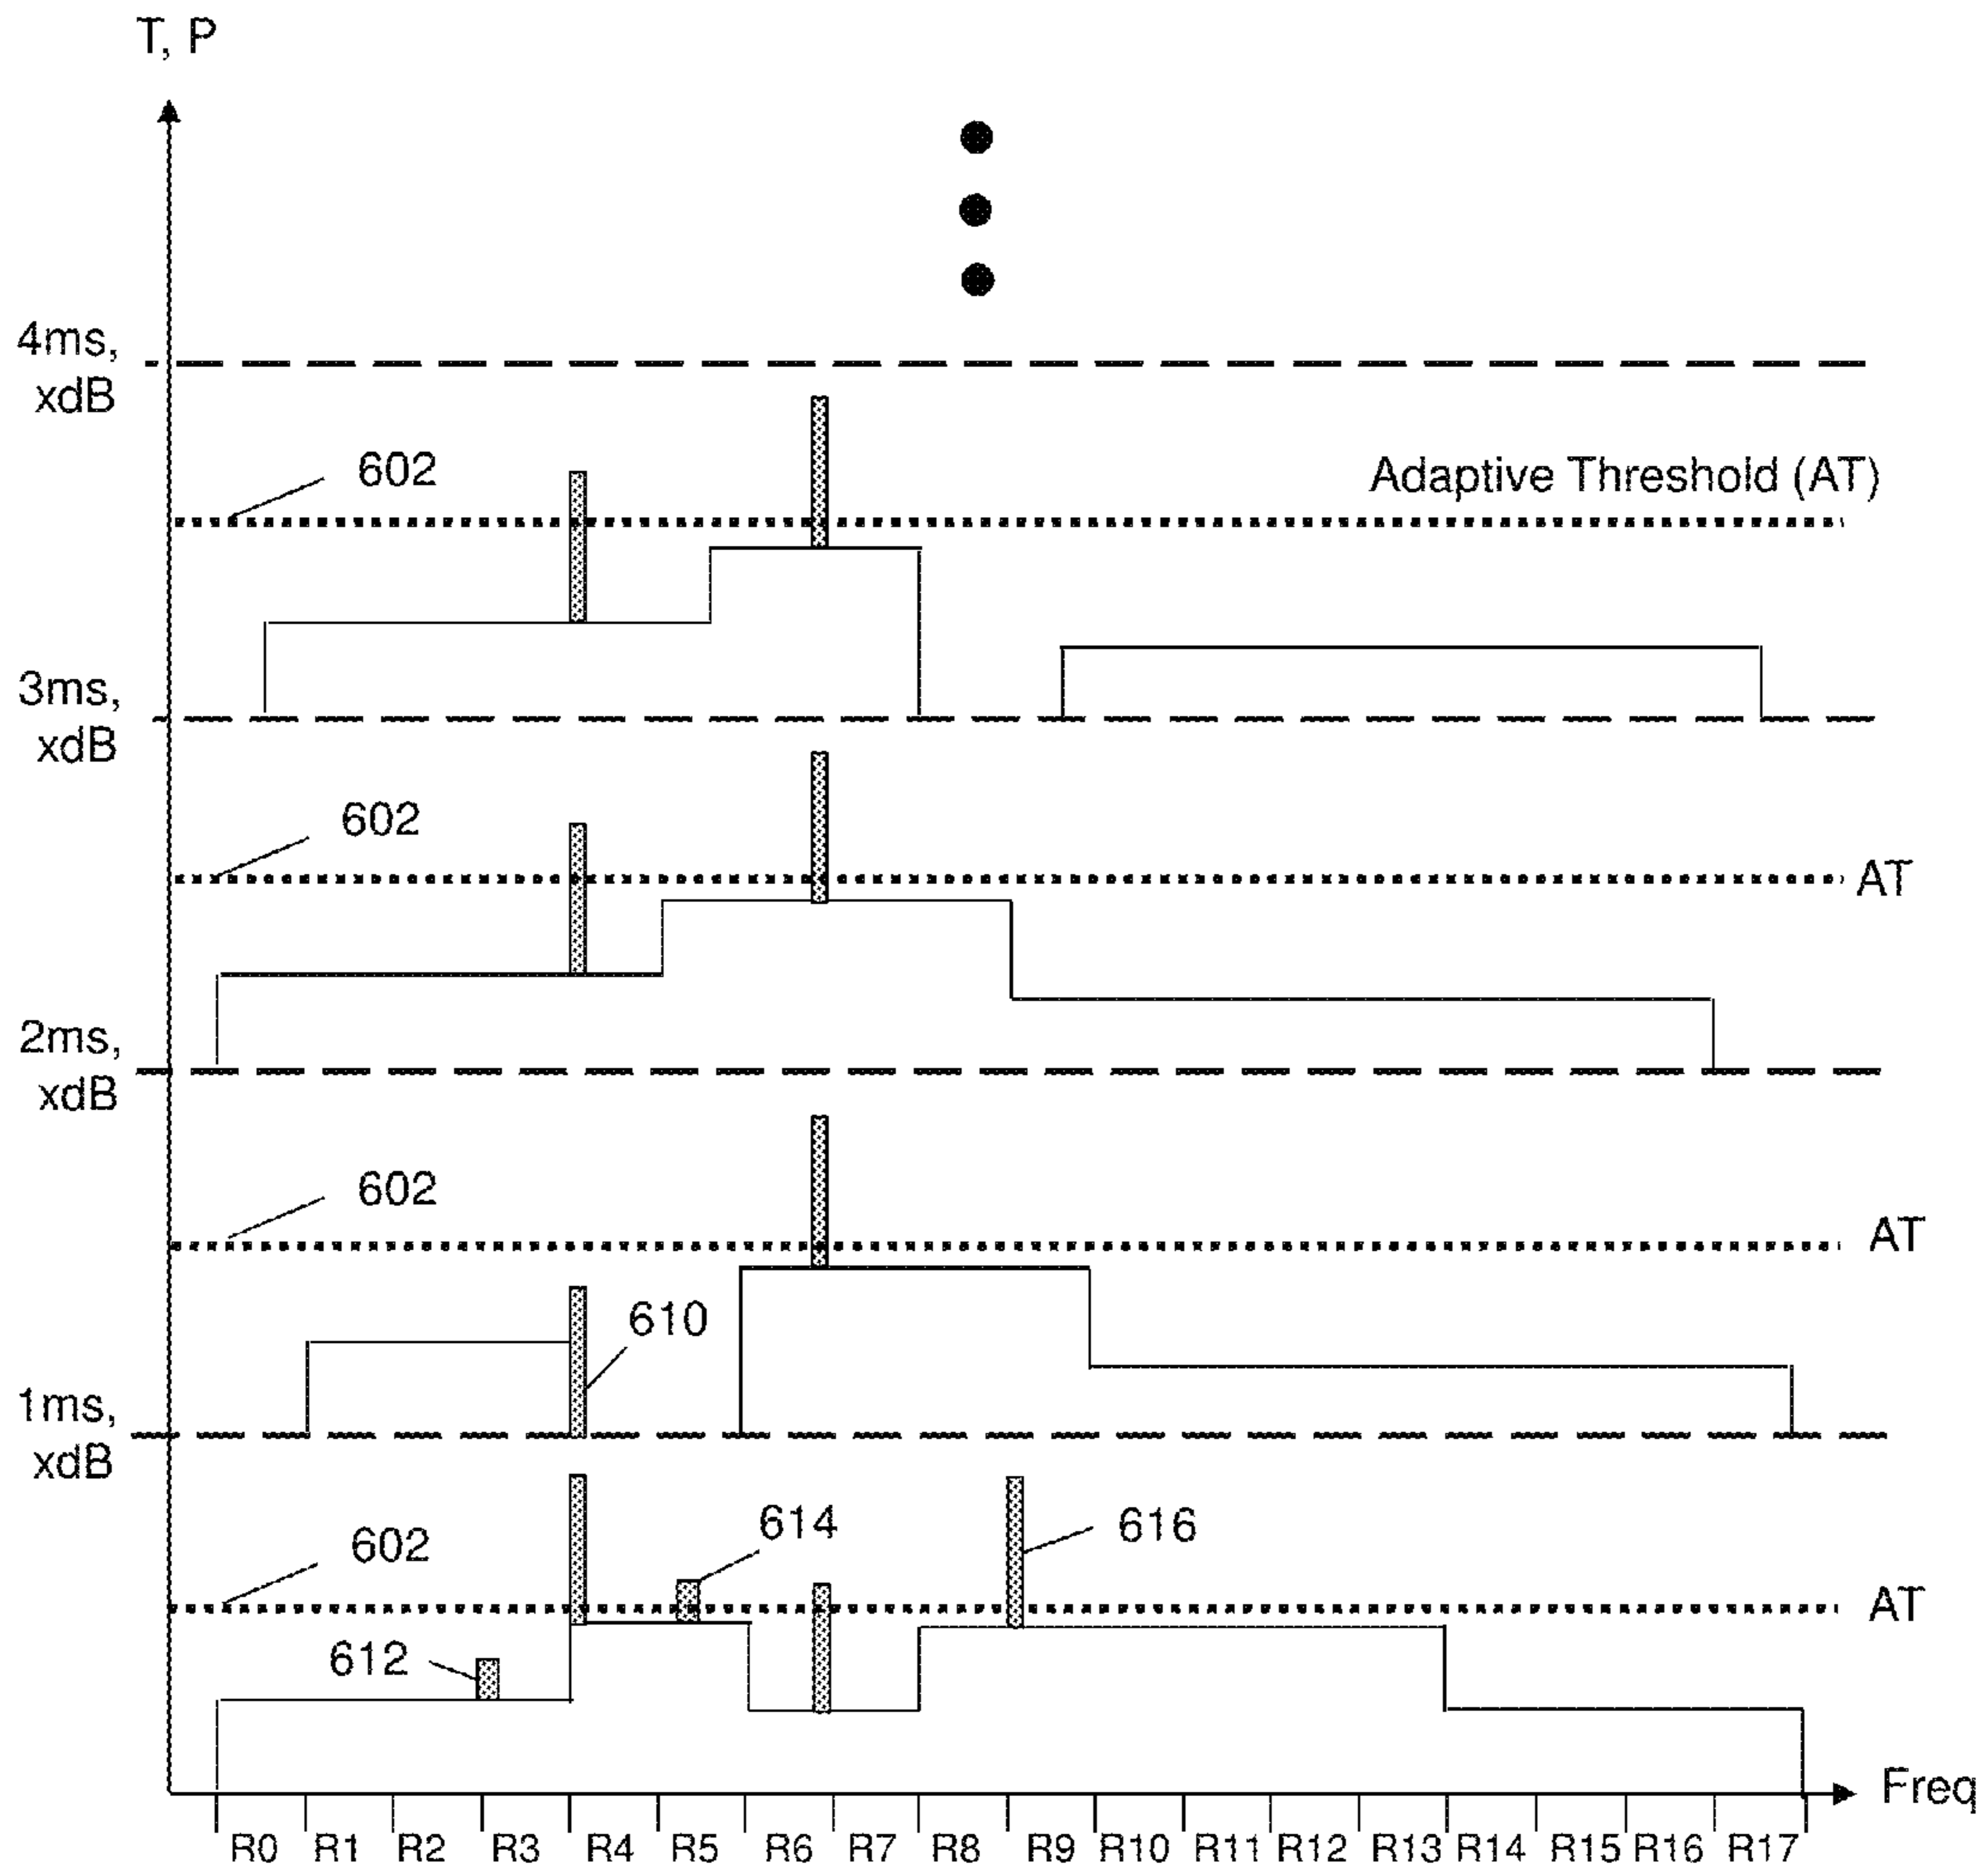 T, P
4ms,
xdB
602
Adaptive Threshold (AT)
3ms,
xdB
602
AT
2ms,
xdB
602
AT
610
1ms,
xdB
602
614
616
AT
612
Freq
R0 R1 R2 R3 R4 R5 R6 R7 R8 R9 R10 R11 R12 R13 R14 R15 R16 R17